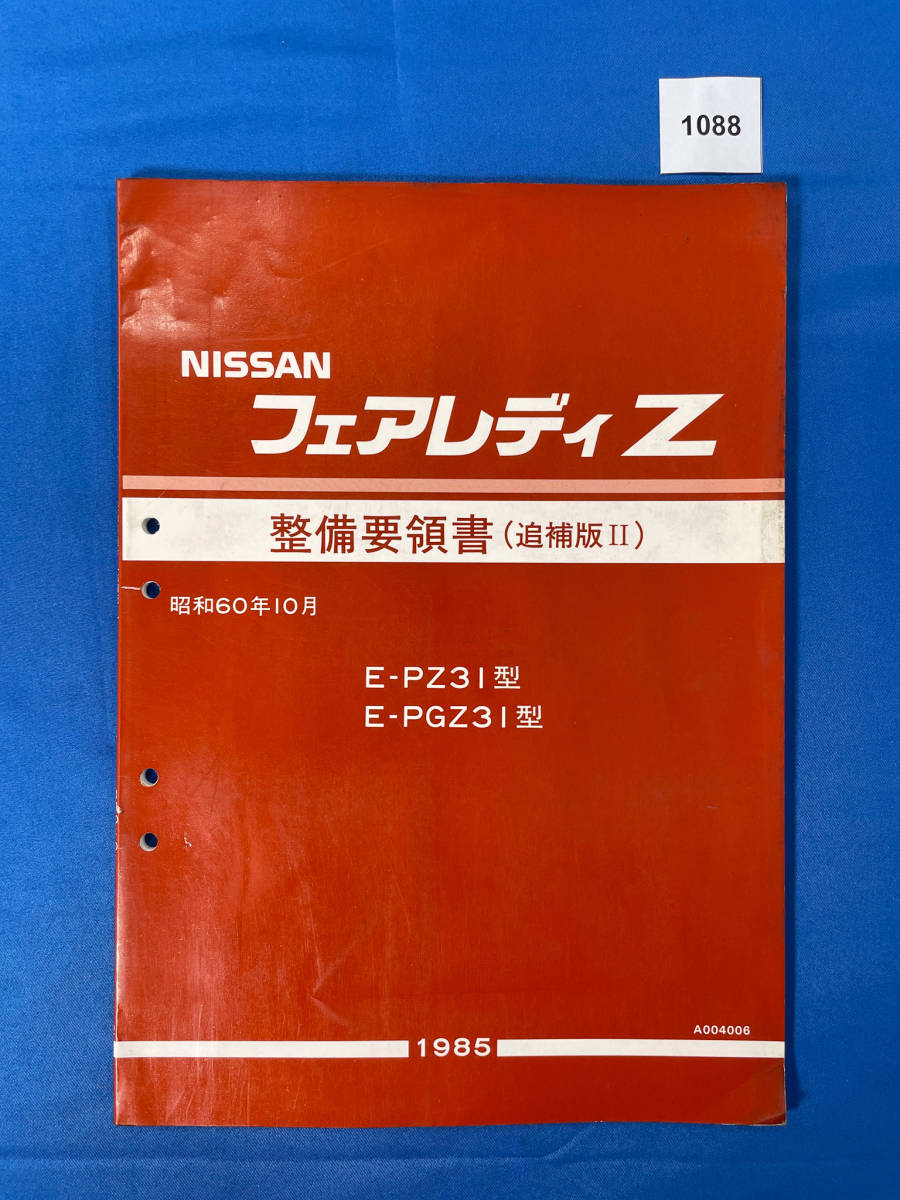 1088
NISSAN
フェアレディZ
整備要領書(追補版II)
昭和60年10月
E-PZ31型
E-PGZ31型
A004006
1985